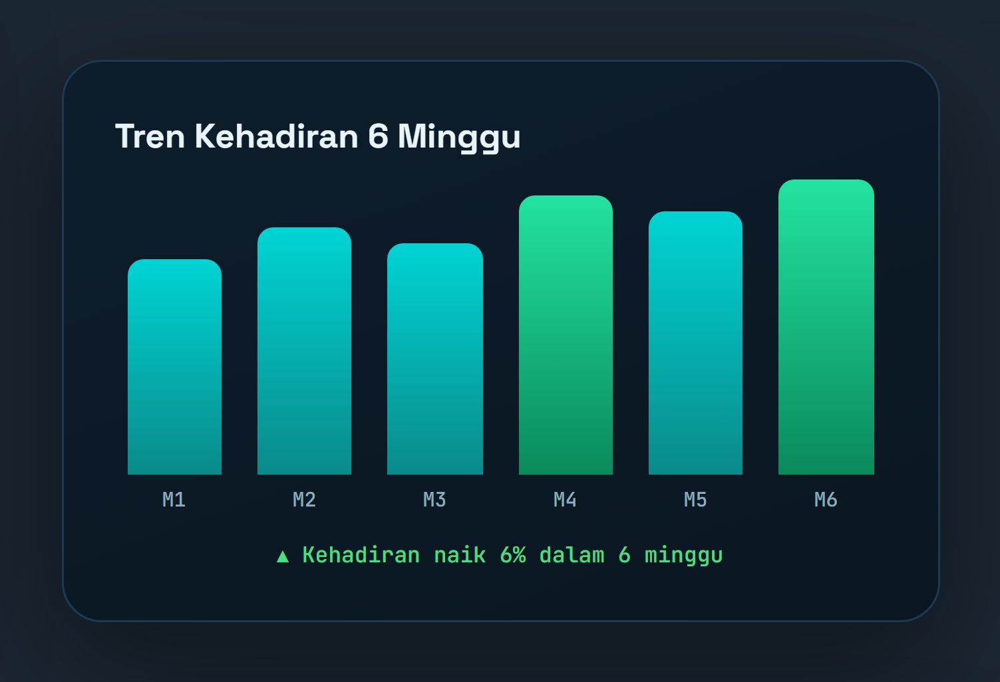 Tren Kehadiran 6 Minggu
M1 M2 M3 M4 M5 M6
▲ Kehadiran naik 6% dalam 6 minggu